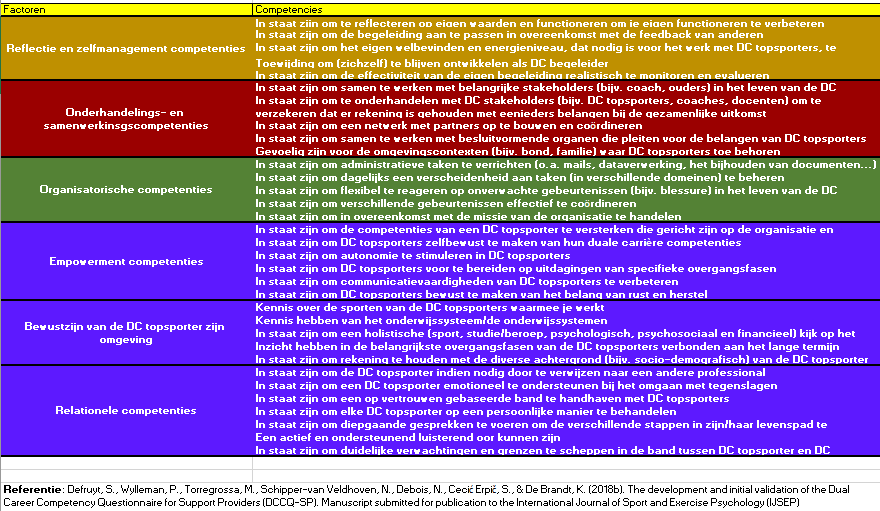 Factoren Competencies
Reflectie en zelfmanagement competenties
In staat zijn om te reflecteren op eigen waarden en functioneren om je eigen functioneren te verbeteren
In staat zijn om de begeleiding aan te passen in overeenkomst met de feedback van anderen
In staat zijn om het eigen welbevinden en energieniveau, dat nodig is voor het werk met DC topsporters, te
Toewijding om (zichzelf) te blijven ontwikkelen als DC begeleider
In staat zijn om de effectiviteit van de eigen begeleiding realistisch te monitoren en evalueren
Onderhandelings- en
samenwerkinsgscompetenties
In staat zijn om samen te werken met belangrijke stakeholders (bijv. coach, ouders) in het leven van de DC
In staat zijn om te onderhandelen met DC stakeholders (bijv. DC topsporters, coaches, docenten) om te
verzekeren dat er rekening is gehouden met eenieders belangen bij de gezamenlijke uitkomst
In staat zijn om een netwerk met partners op te bouwen en coördineren
In staat zijn om samen te werken met besluitvormende organen die pleiten voor de belangen van DC topsporters
Gevoelig zijn voor de omgevingscontexten (bijv. bond, familie) waar DC topsporters toe behoren
Organisatorische competenties
In staat zijn om administratieve taken te verrichten (o.a. mails, dataverwerking, het bijhouden van documenten...)
In staat zijn om dagelijks een verscheidenheid aan taken (in verschillende domeinen) te beheren
In staat zijn om flexibel te reageren op onverwachte gebeurtenissen (bijv. blessure) in het leven van de DC
In staat zijn om verschillende gebeurtenissen effectief te coördineren
In staat zijn om in overeenkomst met de missie van de organisatie te handelen
Empowerment competenties
In staat zijn om de competenties van een DC topsporter te versterken die gericht zijn op de organisatie en
In staat zijn om DC topsporters zelfbewust te maken van hun duale carrière competenties
In staat zijn om autonomie te stimuleren in DC topsporters
In staat zijn om DC topsporters voor te bereiden op uitdagingen van specifieke overgangsfasen
In staat zijn om communicatievaardigheden van DC topsporters te verbeteren
In staat zijn om DC topsporters bewust te maken van het belang van rust en herstel
Bewustzijn van de DC topsporter zijn
omgeving
Kennis over de sporten van de DC topsporters waarmee je werkt
Kennis hebben van het onderwijssysteem/de onderwijssystemen
In staat zijn om een holistische (sport, studie/beroep, psychologisch, psychosociaal en financieel) kijk op het
Inzicht hebben in de belangrijkste overgangsfasen van de DC topsporters verbonden aan het lange termijn
In staat zijn om rekening te houden met de diverse achtergrond (bijv. socio-demografisch) van de DC topsporter
Relationele competenties
In staat zijn om de DC topsporter indien nodig door te verwijzen naar een andere professional
In staat zijn om een DC topsporter emotioneel te ondersteunen bij het omgaan met tegenslagen
In staat zijn om een op vertrouwen gebaseerde band te handhaven met DC topsporters
In staat zijn om elke DC topsporter op een persoonlijke manier te behandelen
In staat zijn om diepgaande gesprekken te voeren om de verschillende stappen in zijn/haar levenspad te
Een actief en ondersteunend luisterend oor kunnen zijn
In staat zijn om duidelijke verwachtingen en grenzen te scheppen in de band tussen DC topsporter en DC
Referentie: Defruyt, S., Wylleman, P., Torregrossa, M., Schipper-van Veldhoven, N., Debois, N., Cecić Erpič, S., & De Brandt, K. (2018b). The development and initial validation of the Dual
Career Competency Questionnaire for Support Providers (DCCQ-SP). Manuscript submitted for publication to the International Journal of Sport and Exercise Psychology (IJSEP)